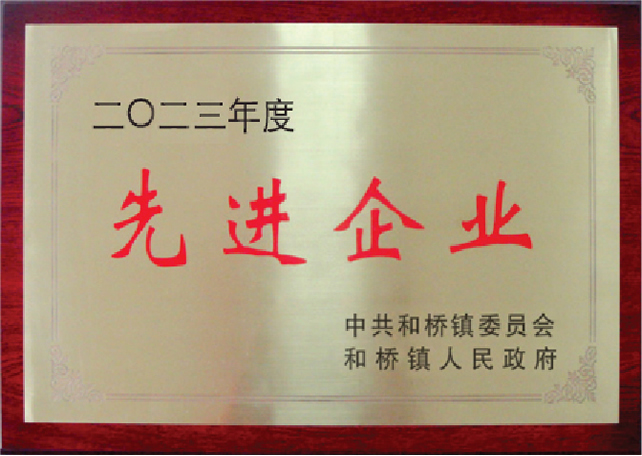 二〇二三年度
先进企业
中共和桥镇委员会
和桥镇人民政府